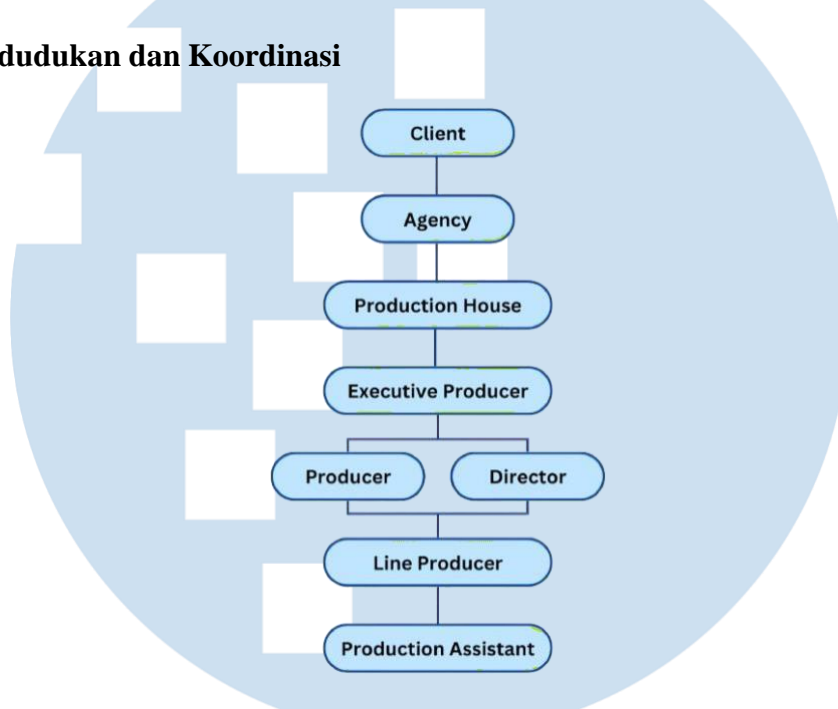 dudukan dan Koordinasi
Client
Agency
Production House
Executive Producer
Producer
Director
Line Producer
Production Assistant